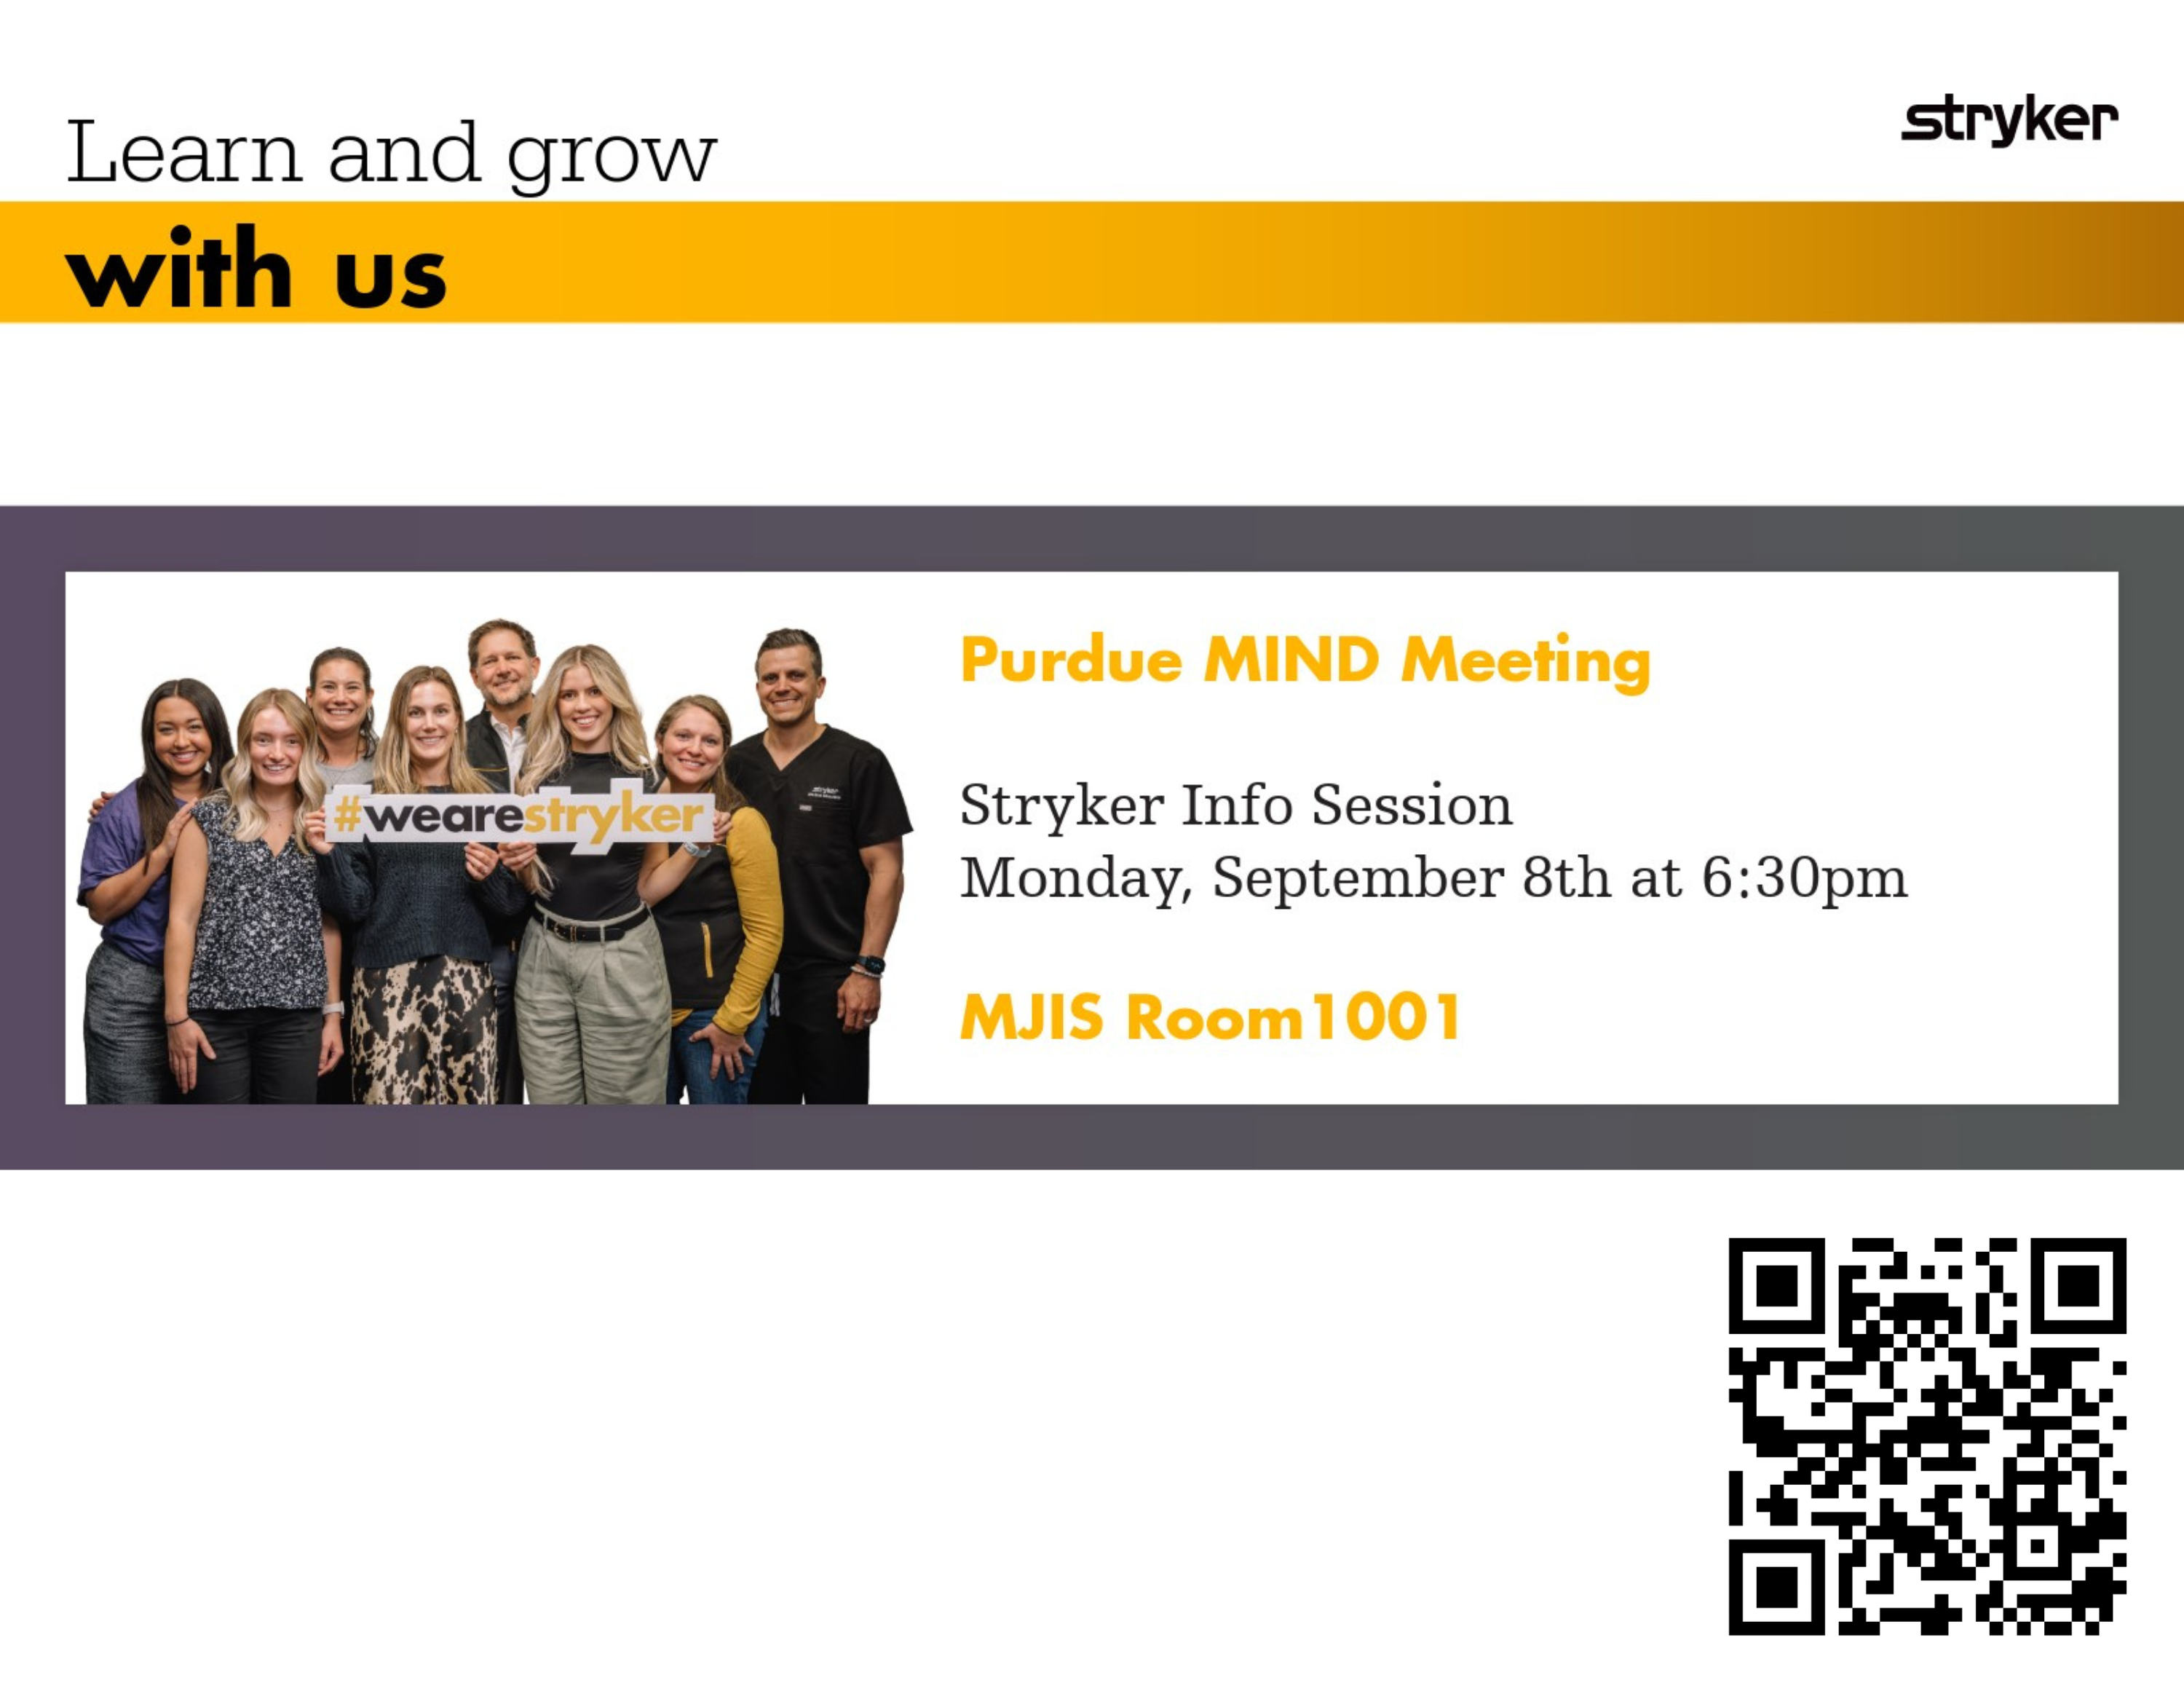 stryker
Learn and grow
with us
#wearestryker
Purdue MIND Meeting
Stryker Info Session
Monday, September 8th at 6:30pm
MJIS Room1001
stryker